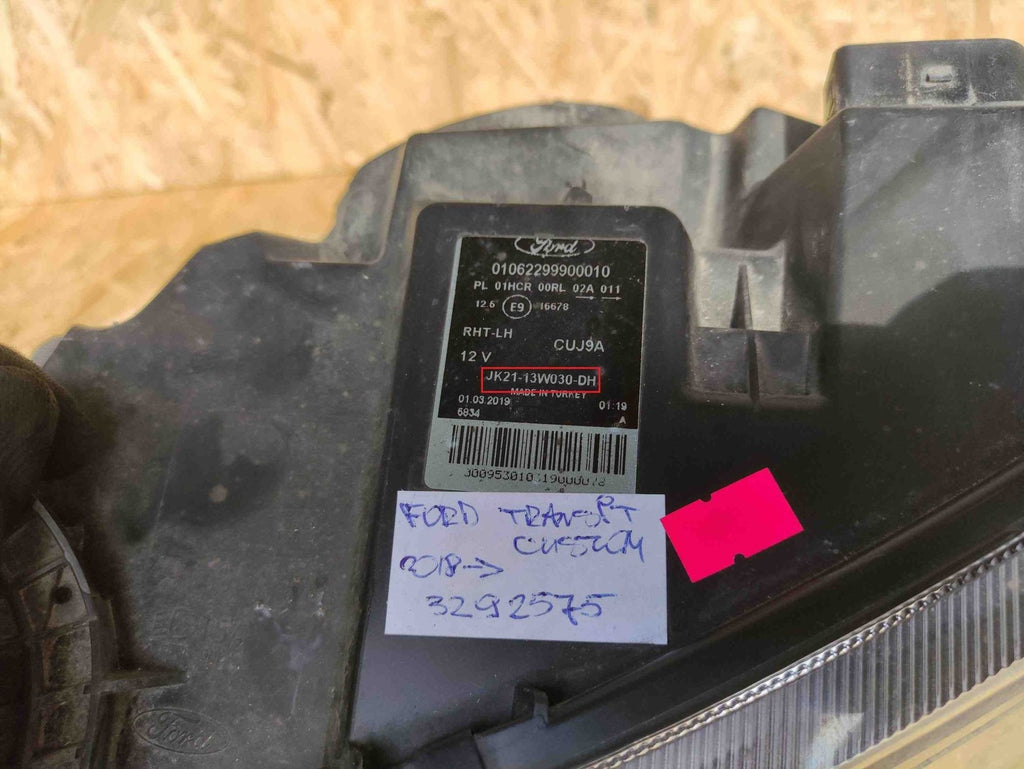 Ford
01062299900010
PL 01HCR 00RL 02A 011
12.5 E9 16678
RHT-LH
CUJ9A
12 V
JK21-13W030-DH
MADE IN TURKEY
01.03.2019 01:19
6834 A
FORD TRANSIT
CUSTOM
2018->
3292575
Ford